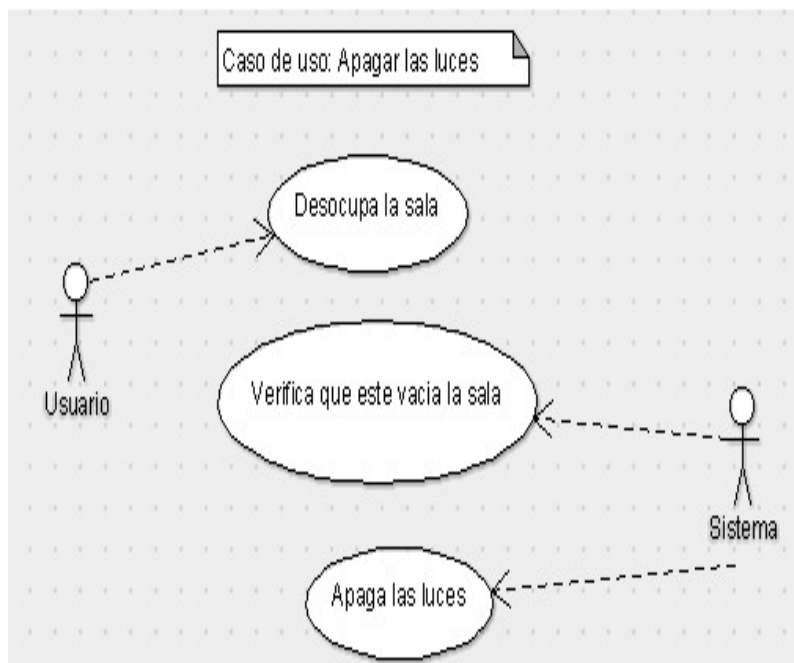 Caso de uso: Apagar las luces
Desocupa la sala
Usuario
Verifica que este vacia la sala
Sistema
Apaga las luces